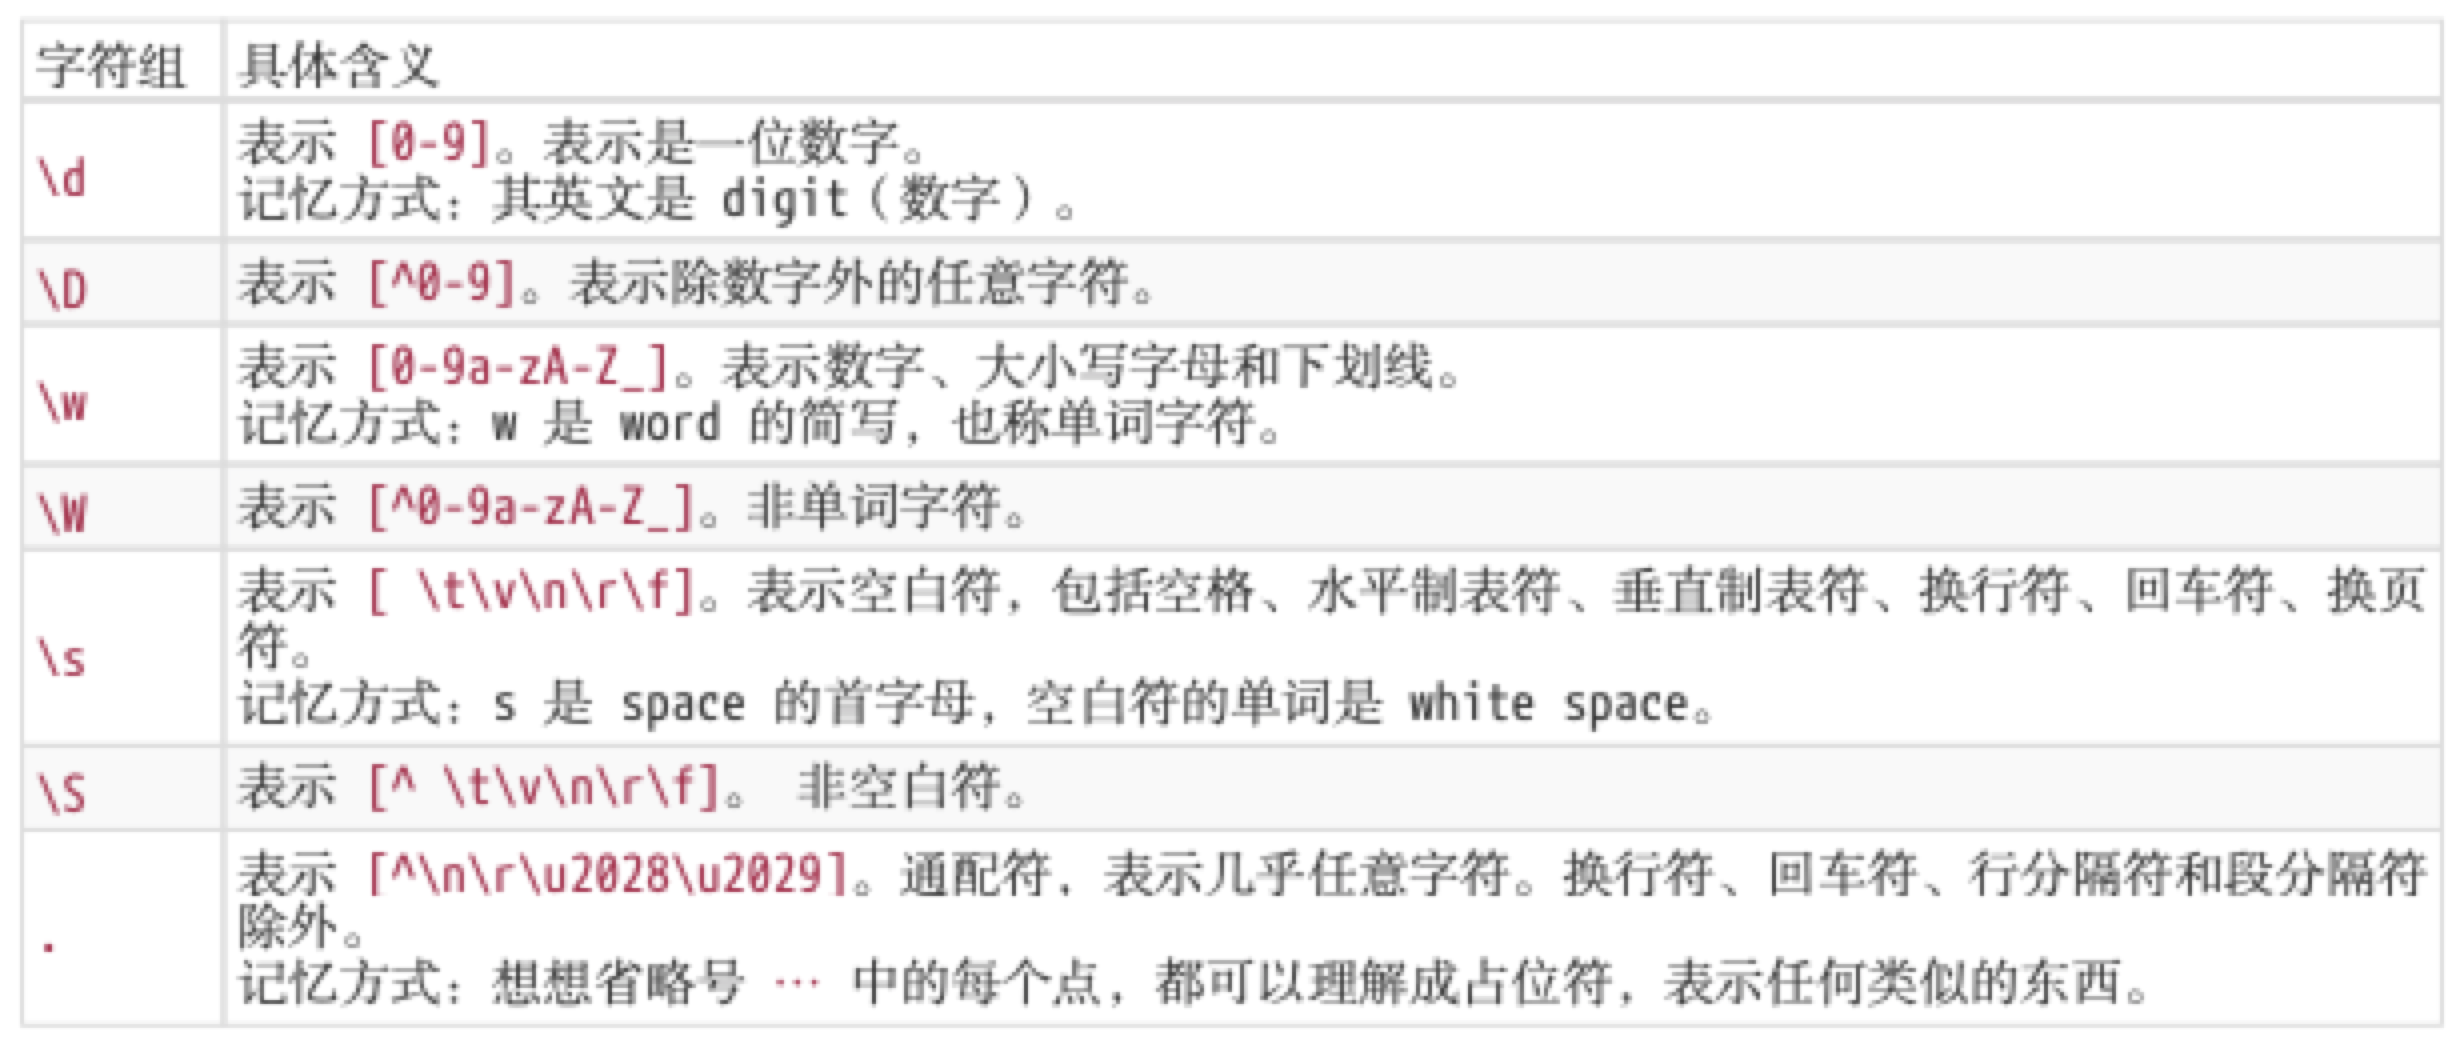 字符组 具体含义
\d
表示 [0-9]。表示是一位数字。
记忆方式：其英文是 digit（数字）。
\D 表示 [^0-9]。表示除数字外的任意字符。
\w
表示 [0-9a-zA-Z_]。表示数字、大小写字母和下划线。
记忆方式：w 是 word 的简写，也称单词字符。
\W 表示 [^0-9a-zA-Z_]。非单词字符。
\s
表示 [ \t\v\n\r\f]。表示空白符，包括空格、水平制表符、垂直制表符、换行符、回车符、换页
符。
记忆方式：s 是 space 的首字母，空白符的单词是 white space。
\S 表示 [^ \t\v\n\r\f]。 非空白符。
.
表示 [^\n\r\u2028\u2029]。通配符，表示几乎任意字符。换行符、回车符、行分隔符和段分隔符
除外。
记忆方式：想想省略号 … 中的每个点，都可以理解成占位符，表示任何类似的东西。